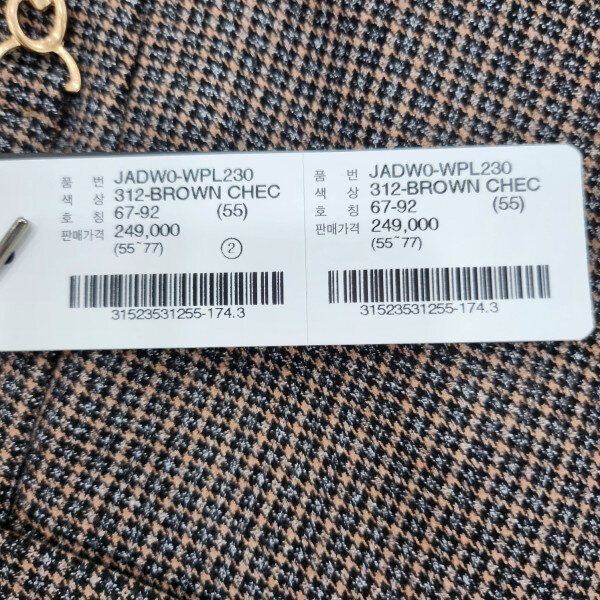 품 번 JADW0-WPL230
색 상 312-BROWN CHEC
호 칭 67-92 (55)
판매가격 249,000
(55~77) ②
31523531255-174.3
품 번 JADW0-WPL230
색 상 312-BROWN CHEC
호 칭 67-92 (55)
판매가격 249,000
(55~77)
31523531255-174.3